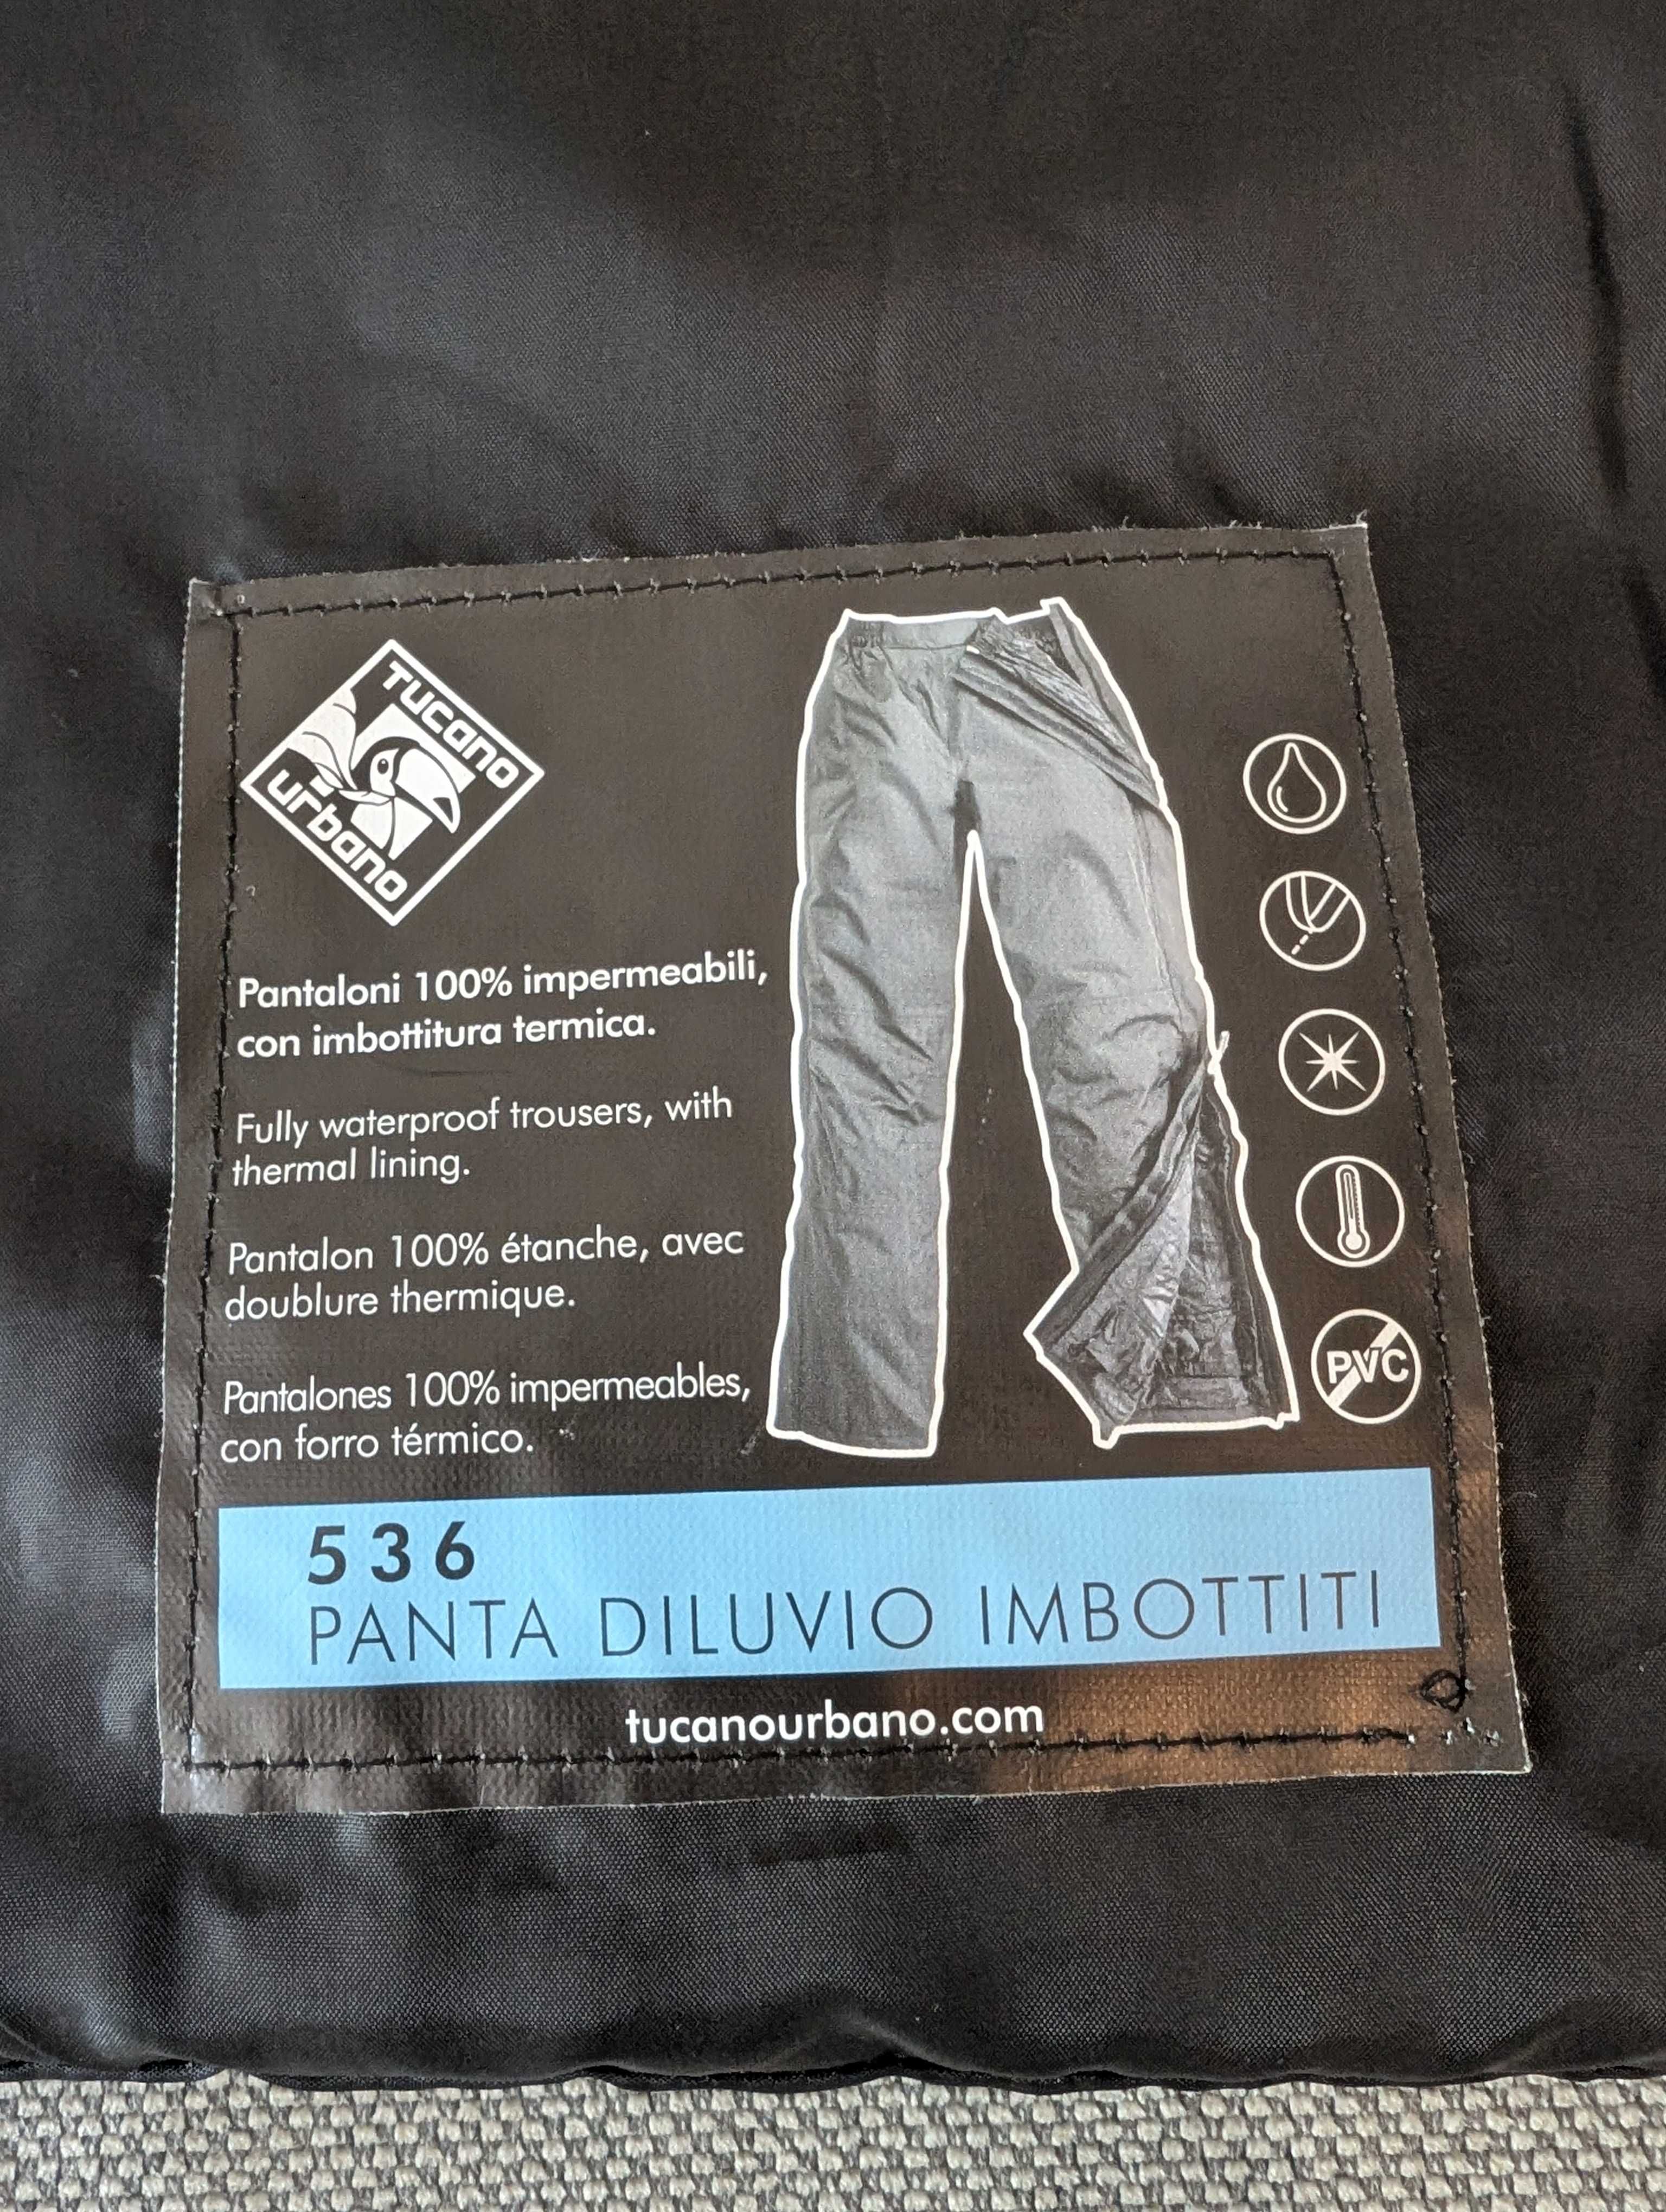 Tucano
urbano
Pantaloni 100% impermeabili,
con imbottitura termica.
Fully waterproof trousers, with
thermal lining.
Pantalon 100% étanche, avec
doublure thermique.
Pantalones 100% impermeables,
con forro térmico.
PVC
536
PANTA DILUVIO IMBOTTITI
tucanourbano.com